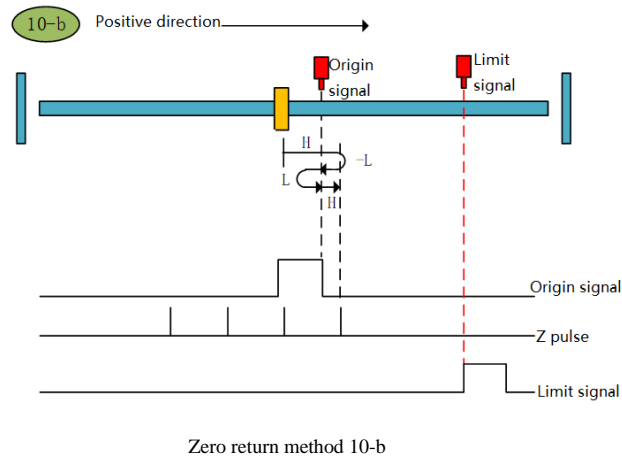 10-b
Positive direction
Origin
signal
Limit
signal
H
-L
L
H
Origin signal
Z pulse
Limit signal
Zero return method 10-b